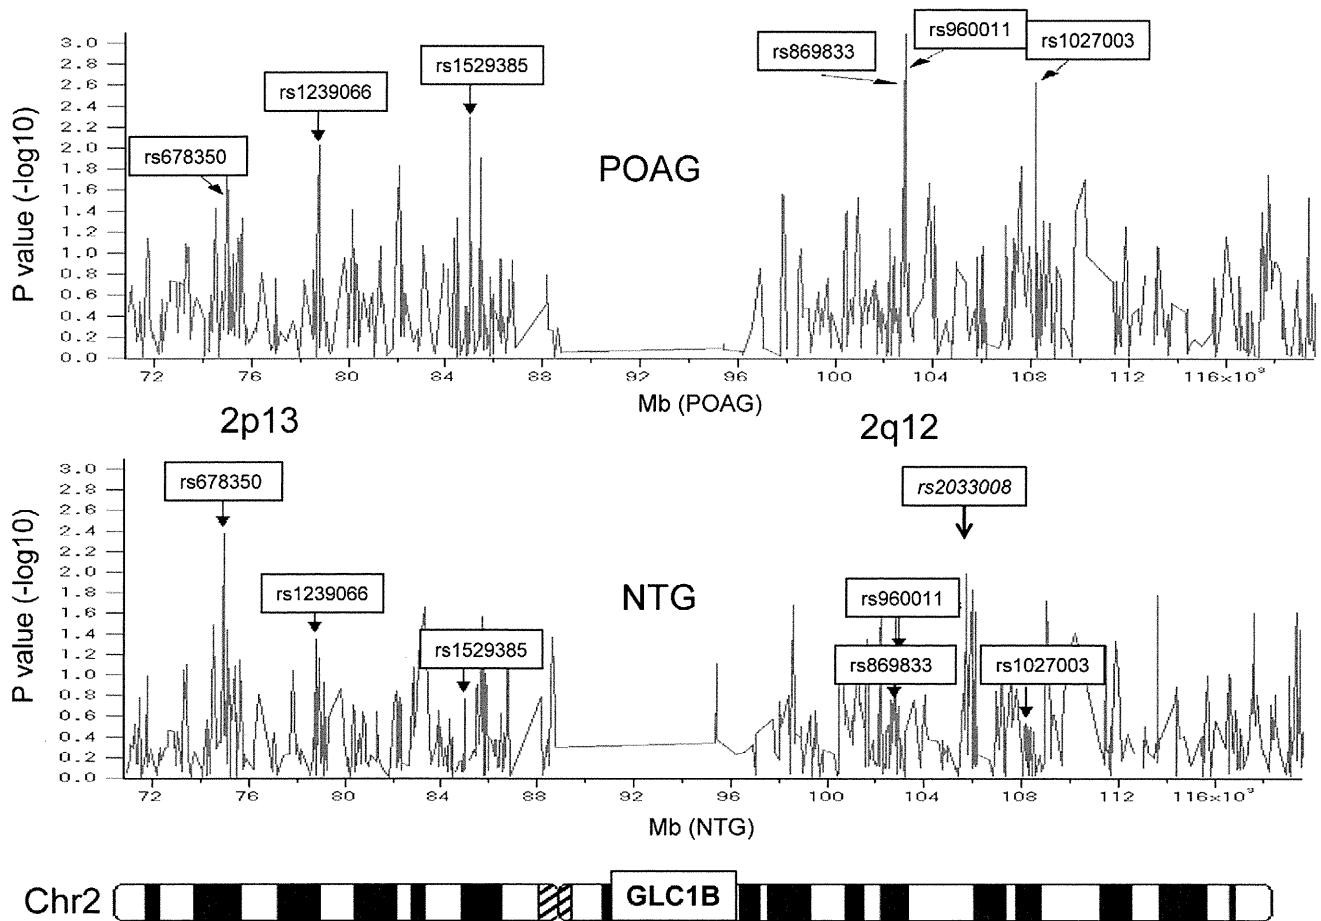 rs960011
rs869833
rs1027003
rs1529385
rs1239066
rs678350
POAG
P value (-log10)
3.0
2.8
2.6
2.4
2.2
2.0
1.8
1.6
1.4
1.2
1.0
0.8
0.6
0.4
0.2
0.0
72 76 80 84 88 92 96 100 104 108 112 116×10³
Mb (POAG)
2p13 2q12
rs678350
rs2033008
rs1239066
NTG
rs960011
rs1529385
rs869833
rs1027003
P value (-log10)
3.0
2.8
2.6
2.4
2.2
2.0
1.8
1.6
1.4
1.2
1.0
0.8
0.6
0.4
0.2
0.0
72 76 80 84 88 92 96 100 104 108 112 116×10³
Mb (NTG)
Chr2 GLC1B